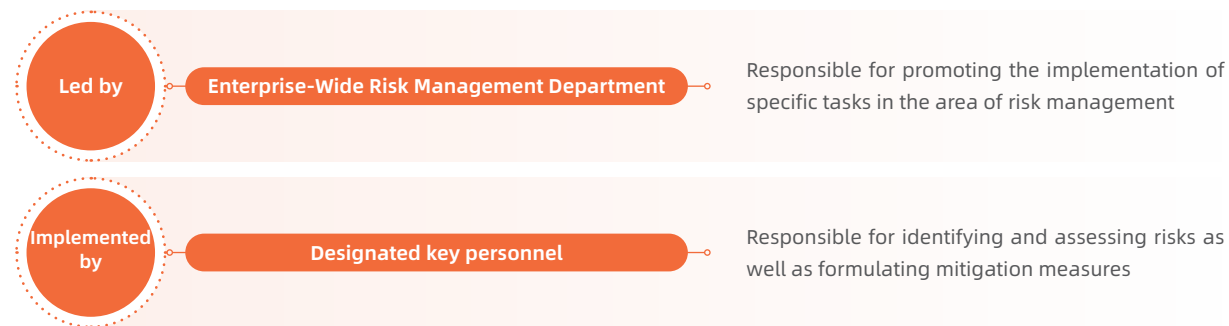 Led by
Enterprise-Wide Risk Management Department
Responsible for promoting the implementation of
specific tasks in the area of risk management
Implemented
by
Designated key personnel
Responsible for identifying and assessing risks as
well as formulating mitigation measures